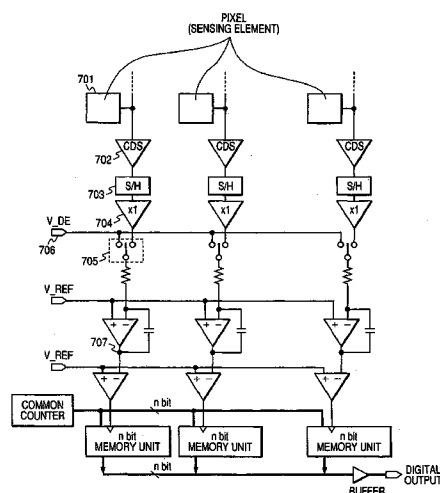 PIXEL
(SENSING ELEMENT)
701
702
CDS
CDS
CDS
703
S/H
S/H
S/H
704
x1
x1
x1
V_DE
706
705
V_REF
+ −
+ −
+ −
707
V_REF
+ −
+ −
+ −
COMMON
COUNTER
n bit
n bit
MEMORY UNIT
n bit
MEMORY UNIT
n bit
MEMORY UNIT
n bit
DIGITAL
OUTPUT
BUFFER